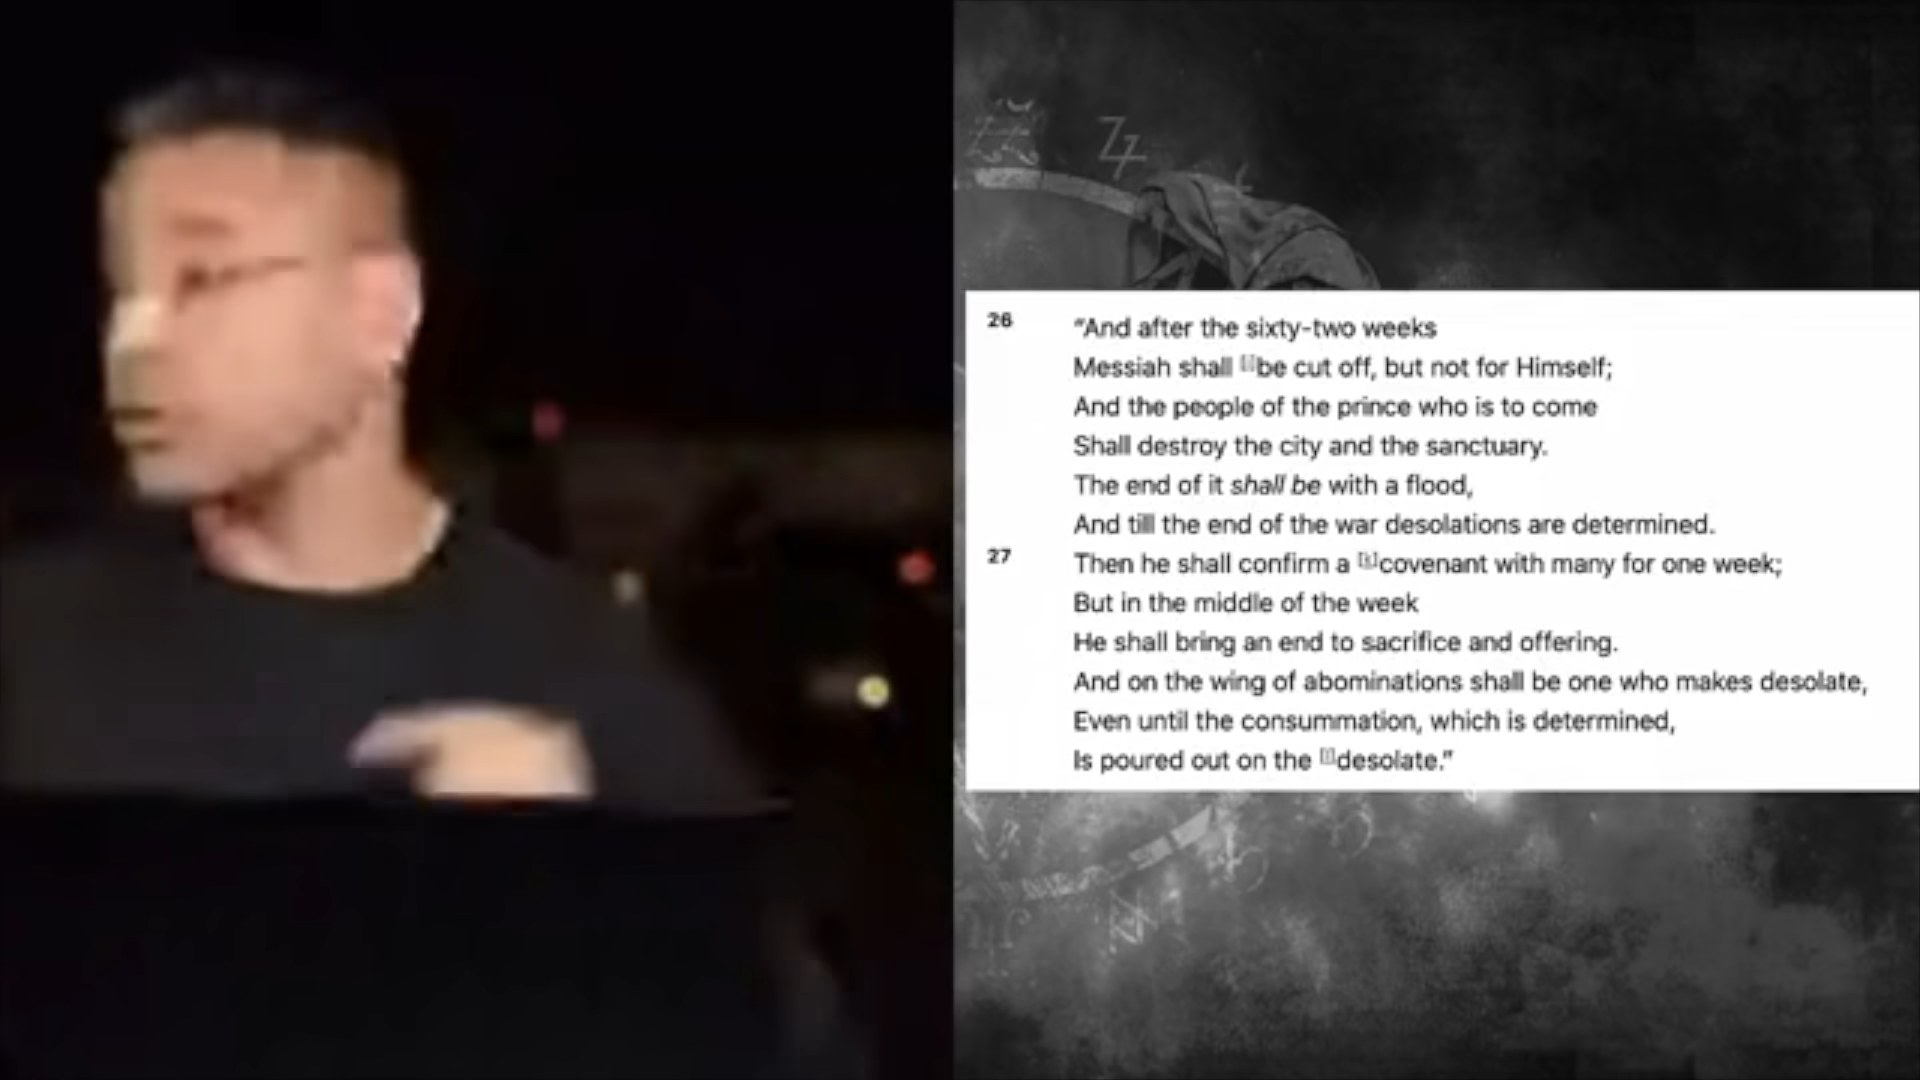 26 “And after the sixty-two weeks
Messiah shall be cut off, but not for Himself;
And the people of the prince who is to come
Shall destroy the city and the sanctuary.
The end of it shall be with a flood,
And till the end of the war desolations are determined.
27 Then he shall confirm a [k]covenant with many for one week;
But in the middle of the week
He shall bring an end to sacrifice and offering.
And on the wing of abominations shall be one who makes desolate,
Even until the consummation, which is determined,
Is poured out on the desolate.”